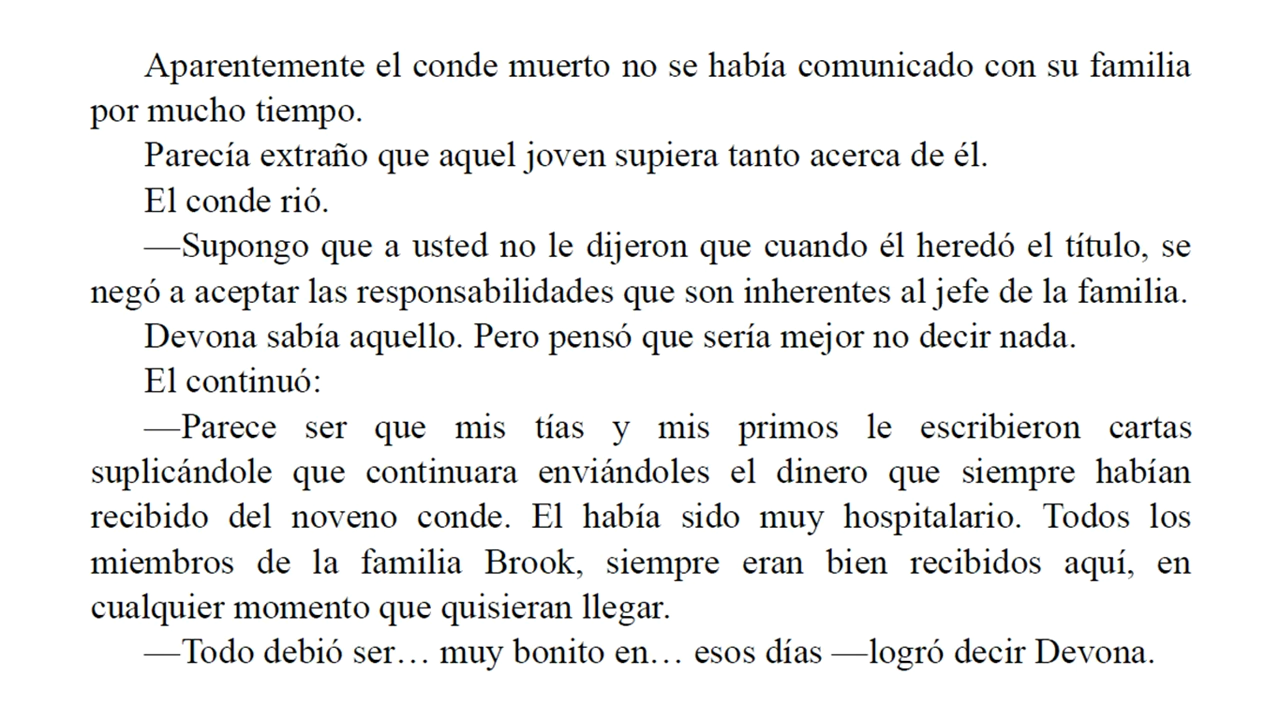 Aparentemente el conde muerto no se había comunicado con su familia
por mucho tiempo.
Parecía extraño que aquel joven supiera tanto acerca de él.
El conde rió.
—Supongo que a usted no le dijeron que cuando él heredó el título, se
negó a aceptar las responsabilidades que son inherentes al jefe de la familia.
Devona sabía aquello. Pero pensó que sería mejor no decir nada.
El continuó:
—Parece ser que mis tías y mis primos le escribieron cartas
suplicándole que continuara enviándoles el dinero que siempre habían
recibido del noveno conde. El había sido muy hospitalario. Todos los
miembros de la familia Brook, siempre eran bien recibidos aquí, en
cualquier momento que quisieran llegar.
—Todo debió ser… muy bonito en… esos días —logró decir Devona.